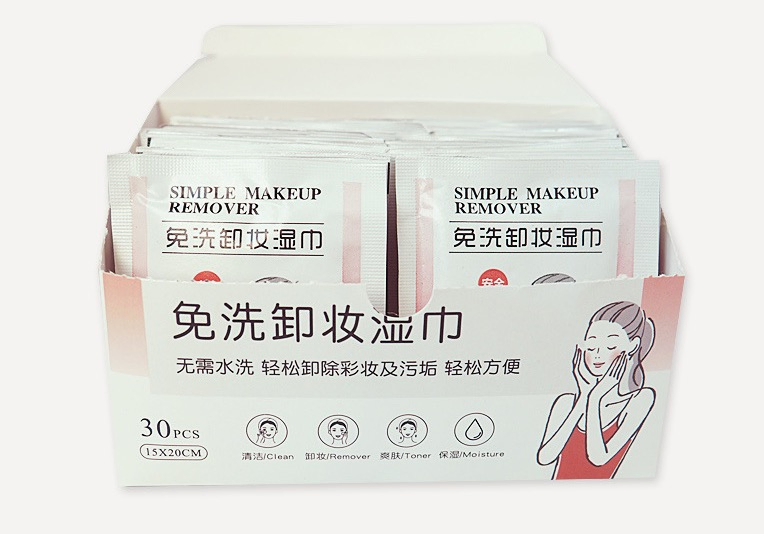 SIMPLE MAKEUP
REMOVER
免洗卸妆湿巾
SIMPLE MAKEUP
REMOVER
免洗卸妆湿巾
安全
免洗卸妆湿巾
无需水洗 轻松卸除彩妆及污垢 轻松方便
30PCS
15X20CM
清洁/Clean 卸妆/Remover 爽肤/Toner 保湿/Moisture